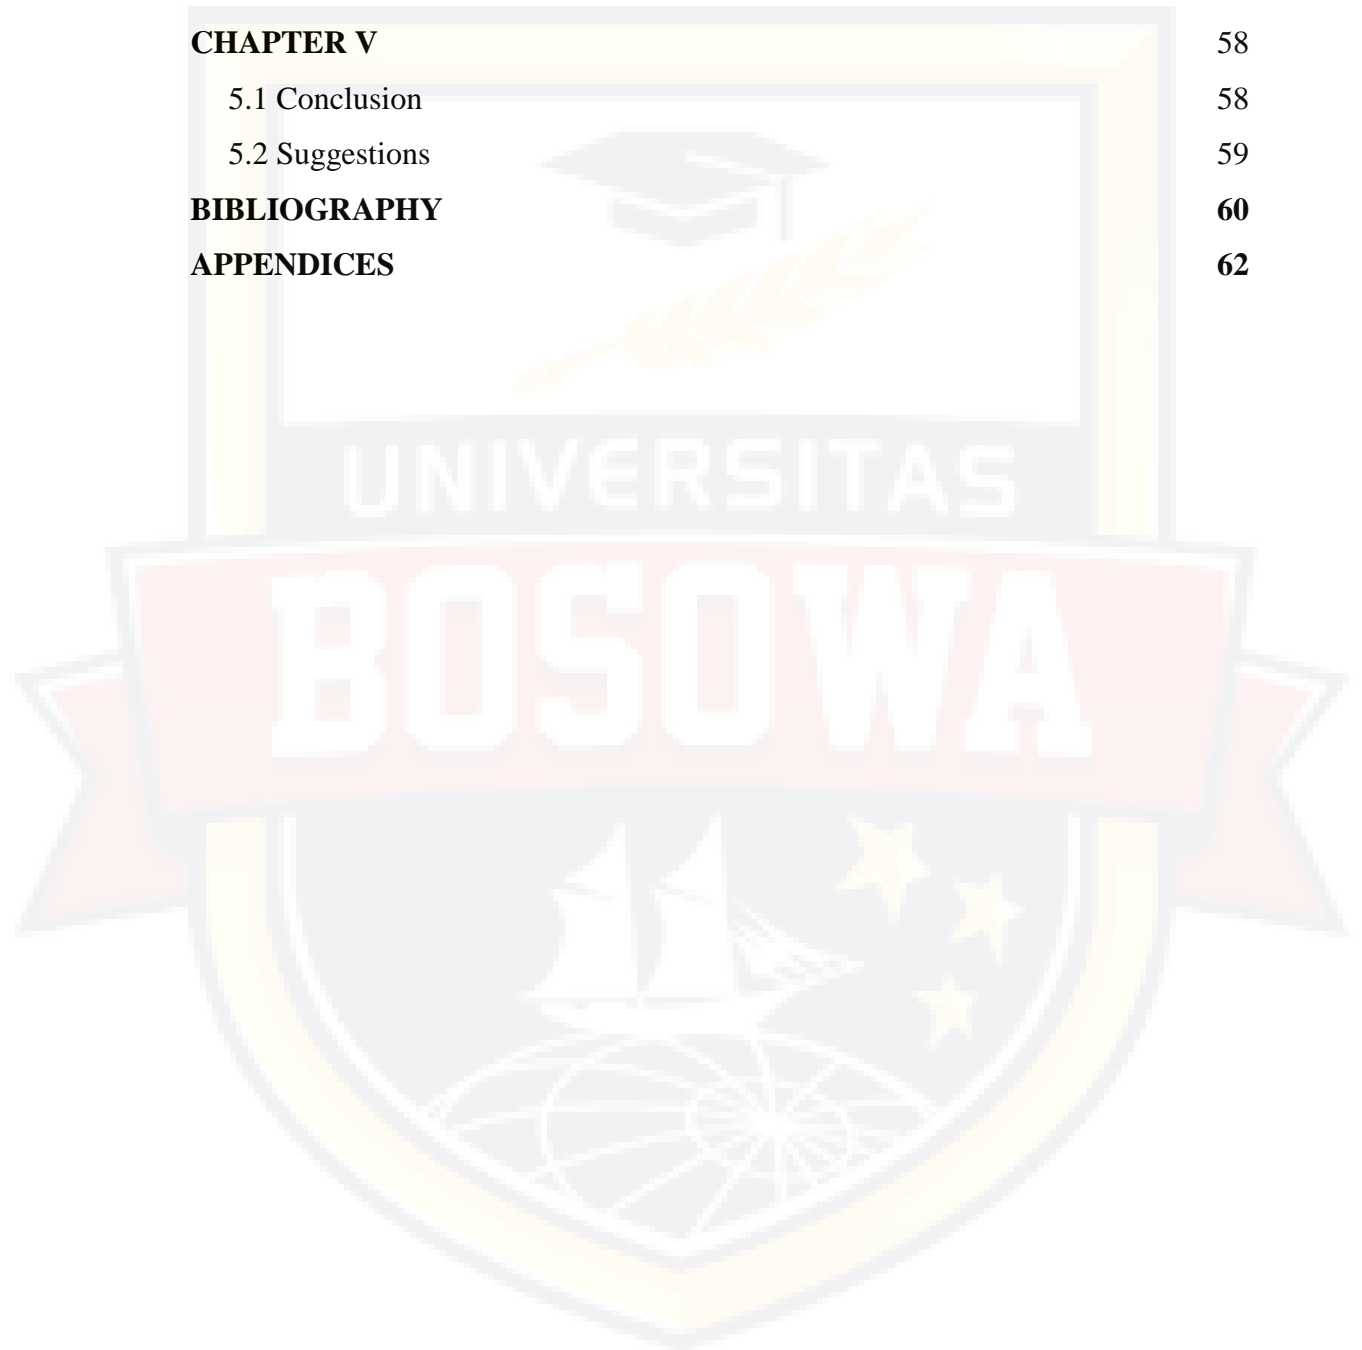 CHAPTER V 58
5.1 Conclusion 58
5.2 Suggestions 59
BIBLIOGRAPHY 60
APPENDICES 62
UNIVERSITAS
BOSOWA